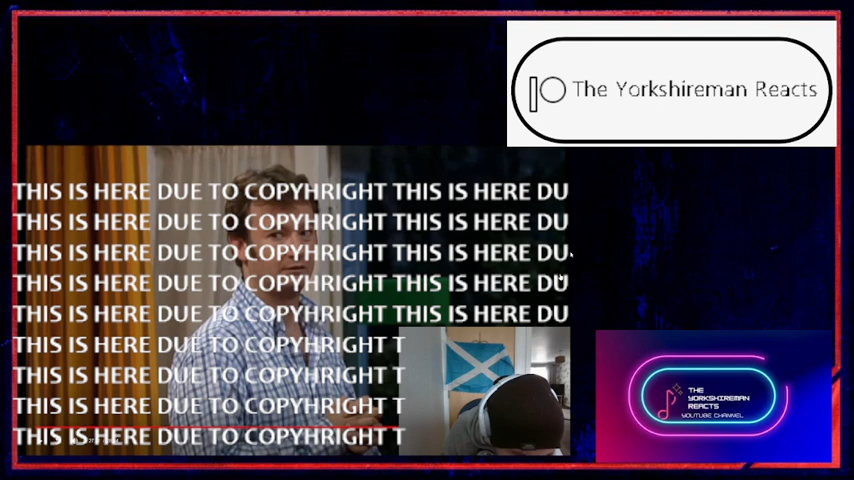 The Yorkshireman Reacts
THIS IS HERE DUE TO COPYHRIGHT THIS IS HERE DU
THIS IS HERE DUE TO COPYHRIGHT THIS IS HERE DU
THIS IS HERE DUE TO COPYHRIGHT THIS IS HERE DU
THIS IS HERE DUE TO COPYHRIGHT THIS IS HERE DU
THIS IS HERE DUE TO COPYHRIGHT THIS IS HERE DU
THIS IS HERE DUE TO COPYHRIGHT T
THIS IS HERE DUE TO COPYHRIGHT T
THIS IS HERE DUE TO COPYHRIGHT T
THIS IS HERE DUE TO COPYHRIGHT T
THE
YORKSHIREMAN
REACTS
YOUTUBE CHANNEL